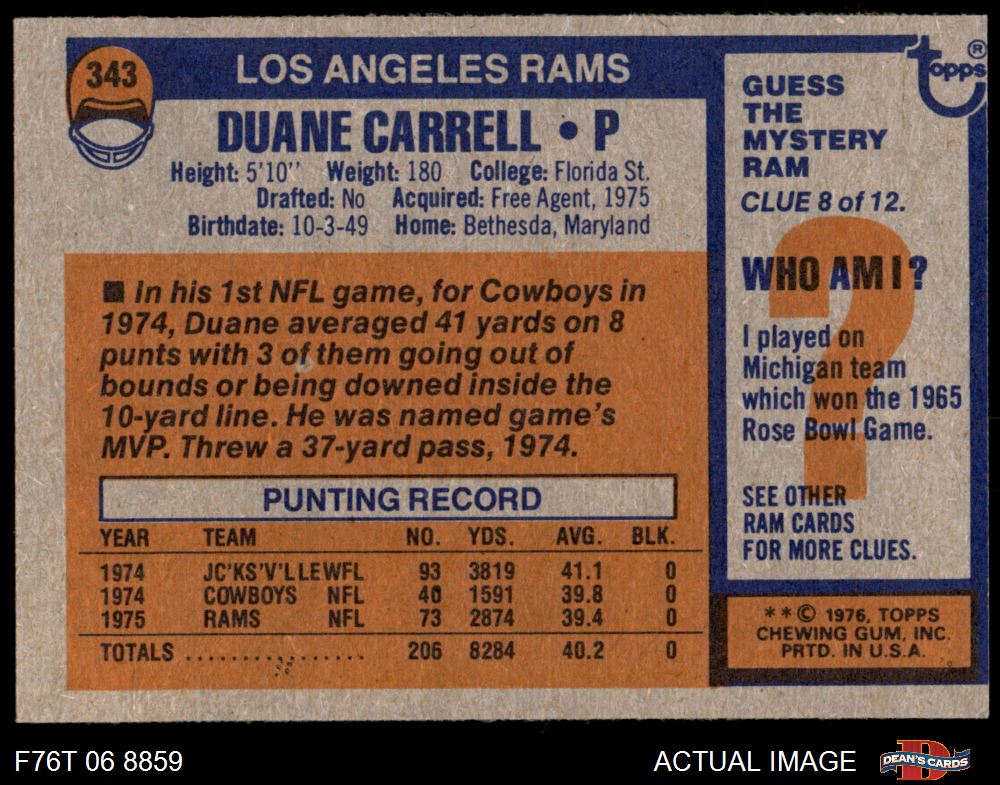 343
LOS ANGELES RAMS
DUANE CARRELL • P
Height: 5'10" Weight: 180 College: Florida St.
Drafted: No Acquired: Free Agent, 1975
Birthdate: 10-3-49 Home: Bethesda, Maryland
■ In his 1st NFL game, for Cowboys in
1974, Duane averaged 41 yards on 8
punts with 3 of them going out of
bounds or being downed inside the
10-yard line. He was named game's
MVP. Threw a 37-yard pass, 1974.
PUNTING RECORD
YEAR TEAM NO. YDS. AVG. BLK.
1974 JC'KS'V'LLEWFL 93 3819 41.1 0
1974 COWBOYS NFL 40 1591 39.8 0
1975 RAMS NFL 73 2874 39.4 0
TOTALS ................ 206 8284 40.2 0
topps ®
GUESS
THE
MYSTERY
RAM
CLUE 8 of 12.
?
WHO AM I?
I played on
Michigan team
which won the 1965
Rose Bowl Game.
SEE OTHER
RAM CARDS
FOR MORE CLUES.
**© 1976, TOPPS
CHEWING GUM, INC.
PRTD. IN U.S.A.
F76T 06 8859
ACTUAL IMAGE
D
DEAN'S CARDS